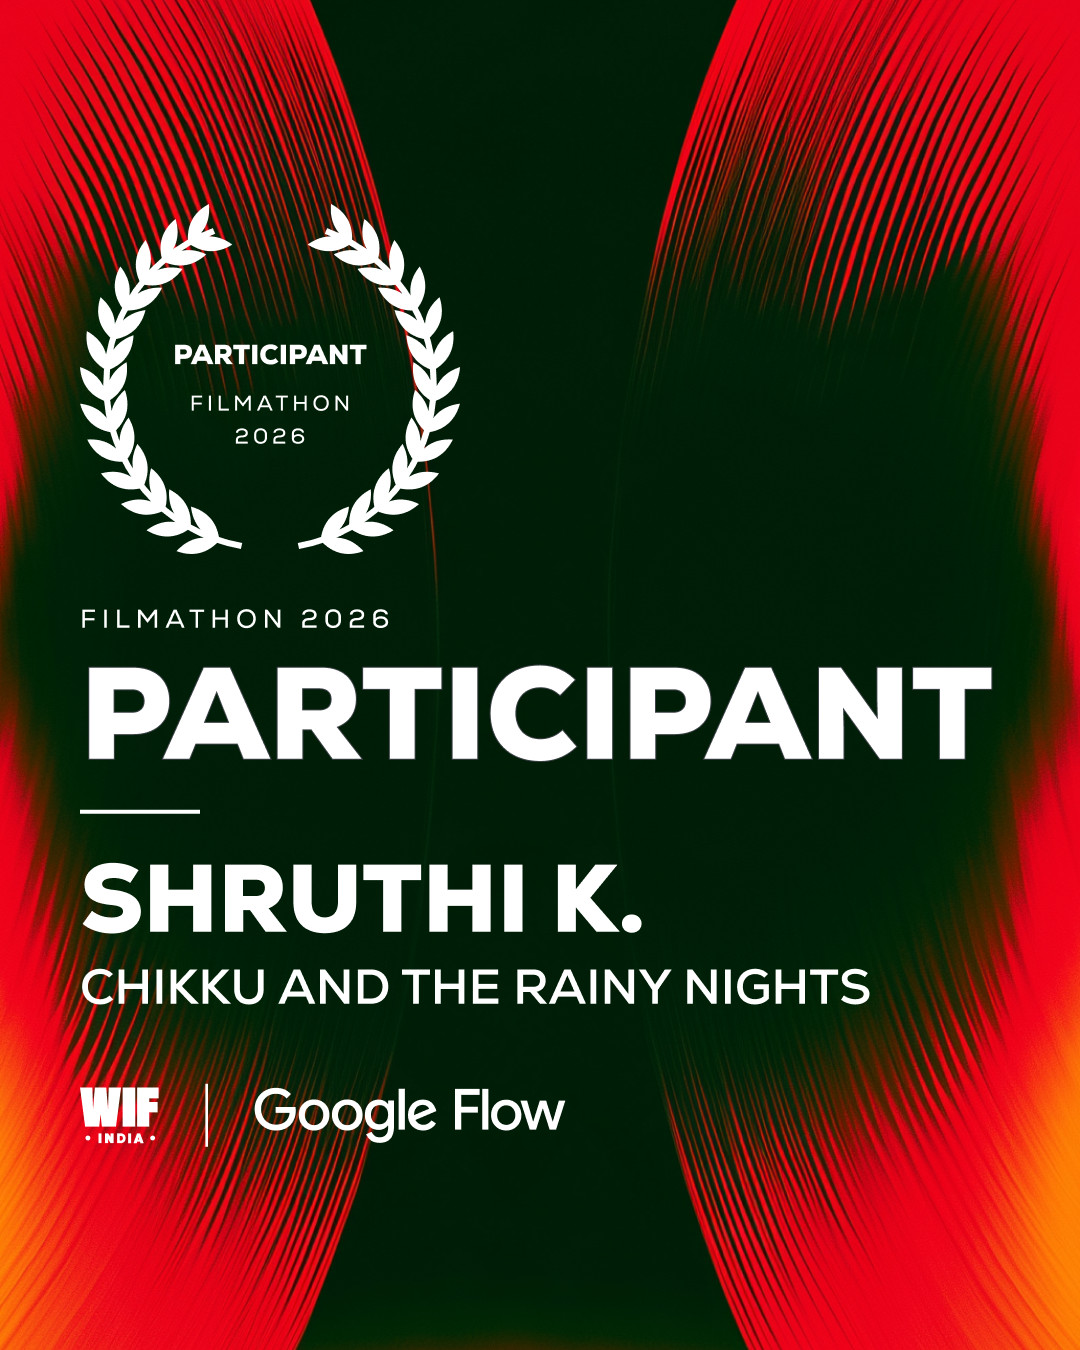 PARTICIPANT
FILMATHON
2026
FILMATHON 2026
PARTICIPANT
SHRUTHI K.
CHIKKU AND THE RAINY NIGHTS
WIF
• INDIA •
Google Flow